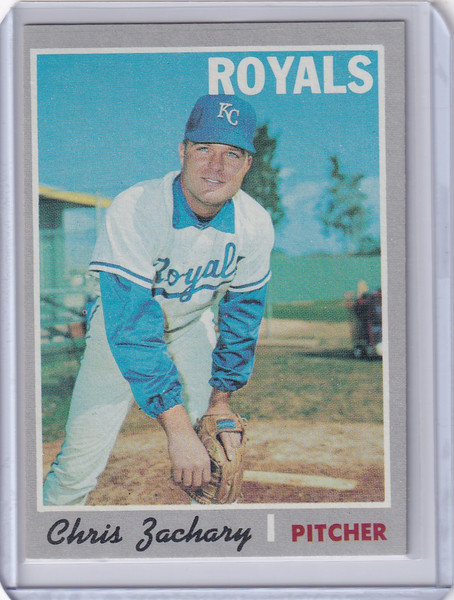 ROYALS
KC
Royals
Chris Zachary PITCHER